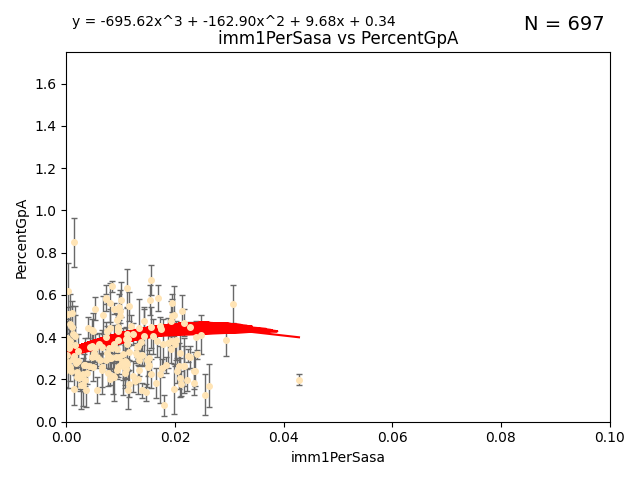 y = -695.62x^3 + -162.90x^2 + 9.68x + 0.34
N = 697
imm1PerSasa vs PercentGpA
1.6
1.4
1.2
1.0
0.8
0.6
0.4
0.2
0.0
PercentGpA
0.00 0.02 0.04 0.06 0.08 0.10
imm1PerSasa